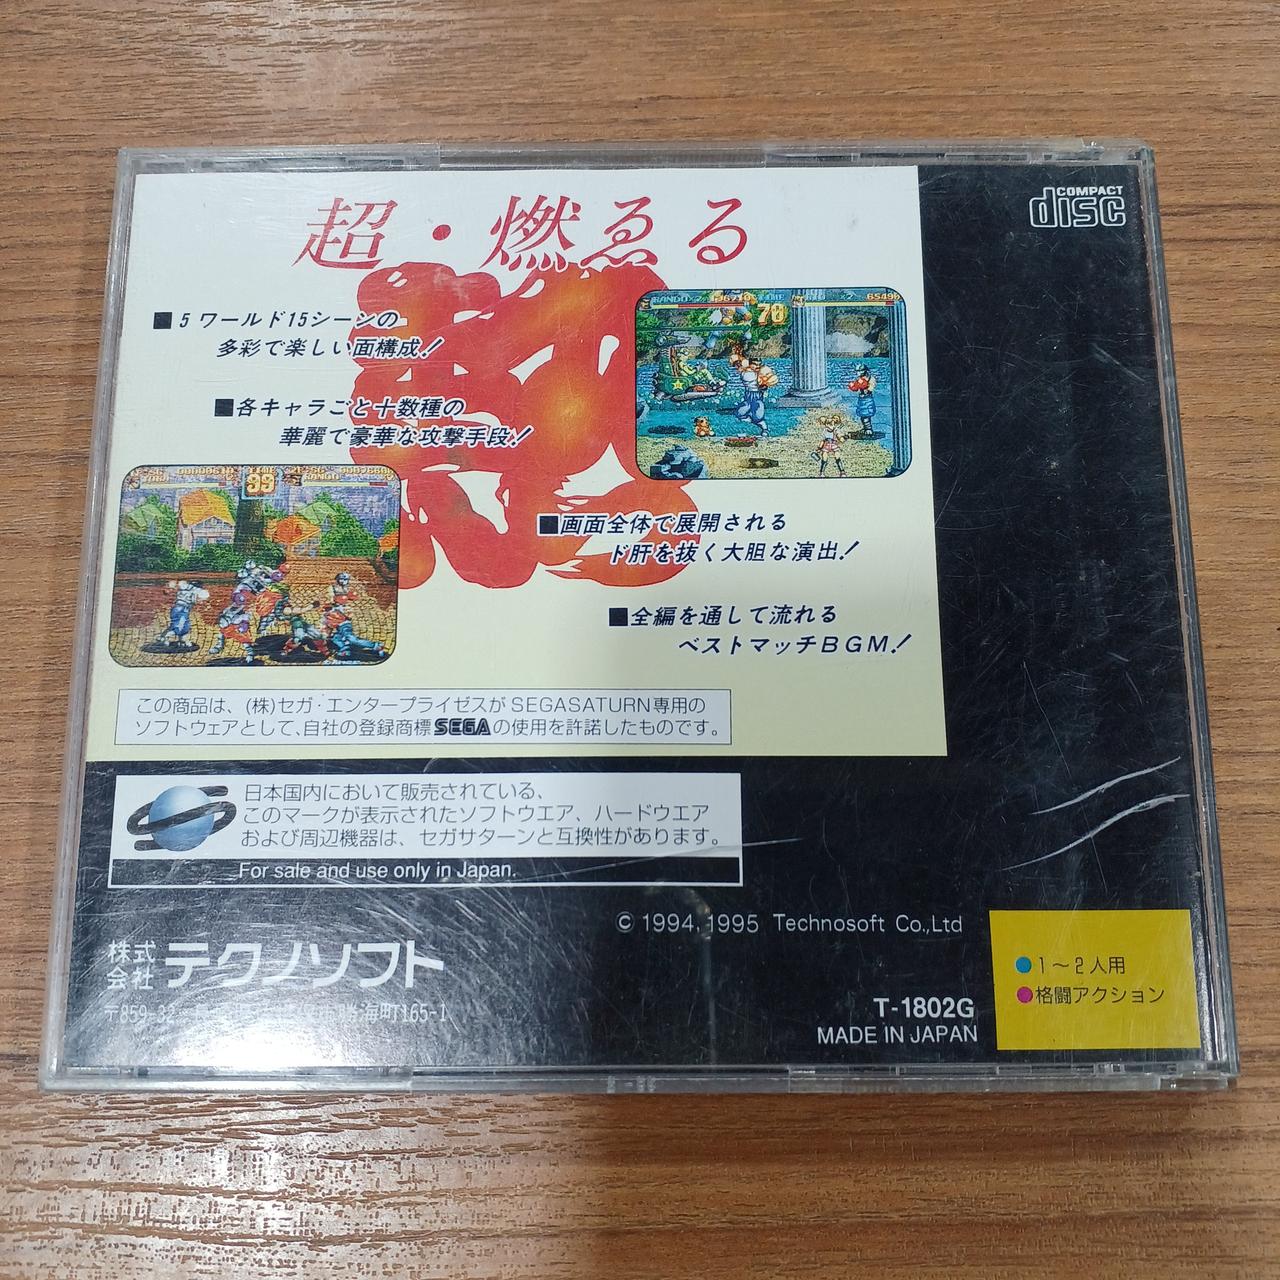 COMPACT
disc
超・燃ゑる
■5ワールド15シーンの
多彩で楽しい面構成!
■各キャラごと十数種の
華麗で豪華な攻撃手段!
70
99
■画面全体で展開される
ド肝を抜く大胆な演出!
■全編を通して流れる
ベストマッチBGM!
この商品は、(株)セガ・エンタープライゼスがSEGASATURN専用の
ソフトウェアとして、自社の登録商標SEGAの使用を許諾したものです。
日本国内において販売されている、
このマークが表示されたソフトウエア、ハードウエア
および周辺機器は、セガサターンと互換性があります。
For sale and use only in Japan.
© 1994, 1995 Technosoft Co.,Ltd
株式会社 テクノソフト
〒859-32 海町165-1
T-1802G
MADE IN JAPAN
●1〜2人用
●格闘アクション